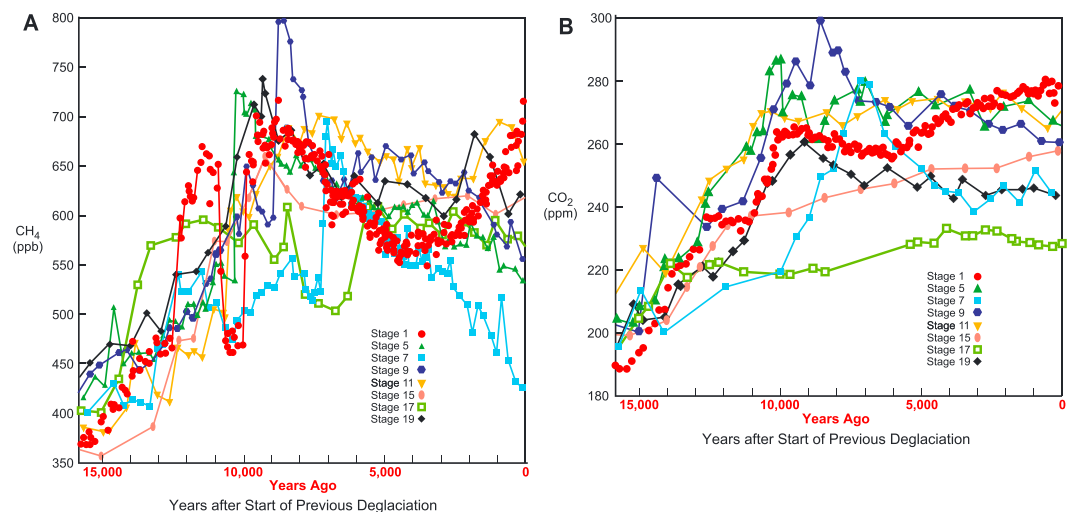 A
800
750
700
650
600
550
500
450
400
350
CH4
(ppb)
Stage 1
Stage 5
Stage 7
Stage 9
Stage 11
Stage 15
Stage 17
Stage 19
15,000
10,000
5,000
0
Years Ago
Years after Start of Previous Deglaciation
B
300
280
260
240
220
200
180
CO2
(ppm)
Stage 1
Stage 5
Stage 7
Stage 9
Stage 11
Stage 15
Stage 17
Stage 19
15,000
10,000
5,000
0
Years Ago
Years after Start of Previous Deglaciation